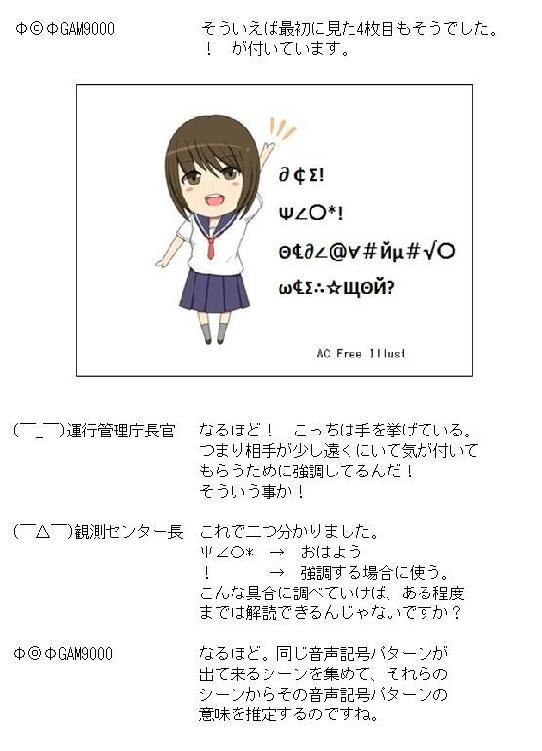 Φ©ΦGAM9000 そういえば最初に見た4枚目もそうでした。
！　が付いています。
∂¢Σ!
Ψ∠〇*!
Θ₠∂∠@∀#Йμ#√〇
ω₠Σ∴☆ЩΘЙ?
AC Free Illust
(￣_￣)運行管理庁長官 なるほど！　こっちは手を挙げている。
つまり相手が少し遠くにいて気が付いて
もらうために強調してるんだ！
そういう事か！
(￣△￣)観測センター長 これで二つ分かりました。
Ψ∠〇*　→　おはよう
！　→　強調する場合に使う。
こんな具合に調べていけば、ある程度
までは解読できるんじゃないですか？
Φ◎ΦGAM9000 なるほど。同じ音声記号パターンが
出て来るシーンを集めて、それらの
シーンからその音声記号パターンの
意味を推定するのですね。